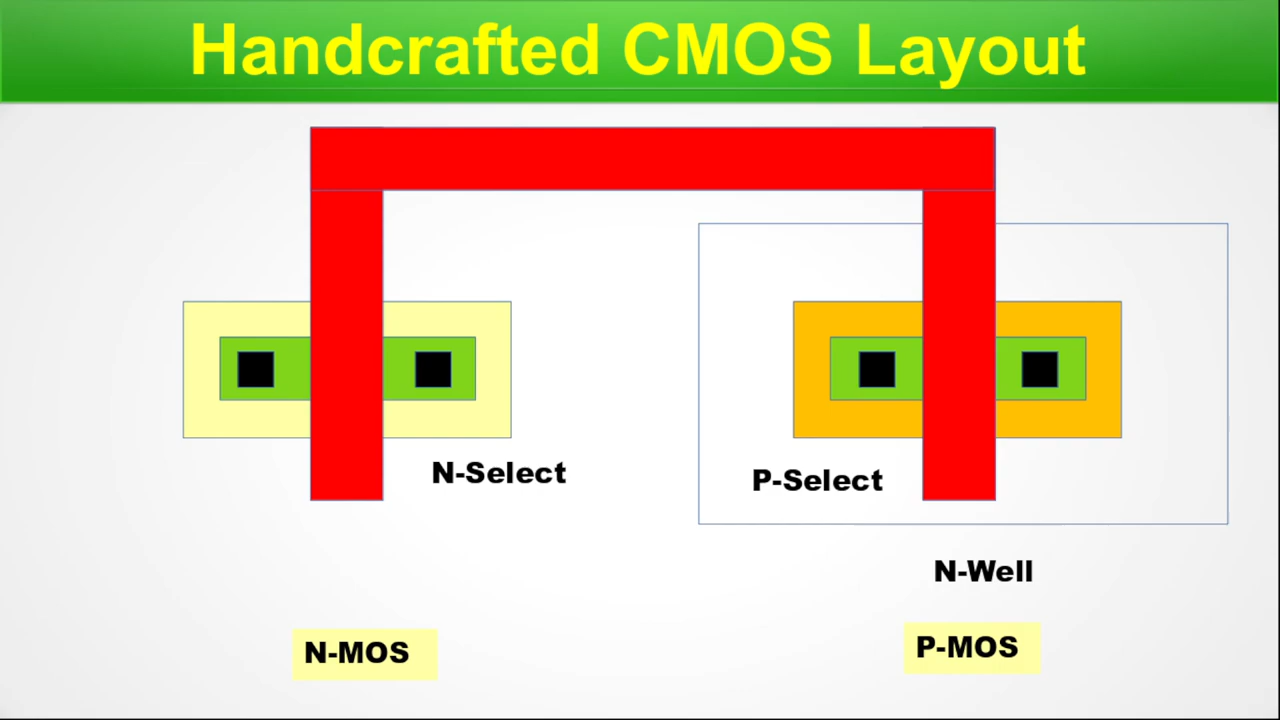 Handcrafted CMOS Layout
N-Select
P-Select
N-Well
N-MOS
P-MOS